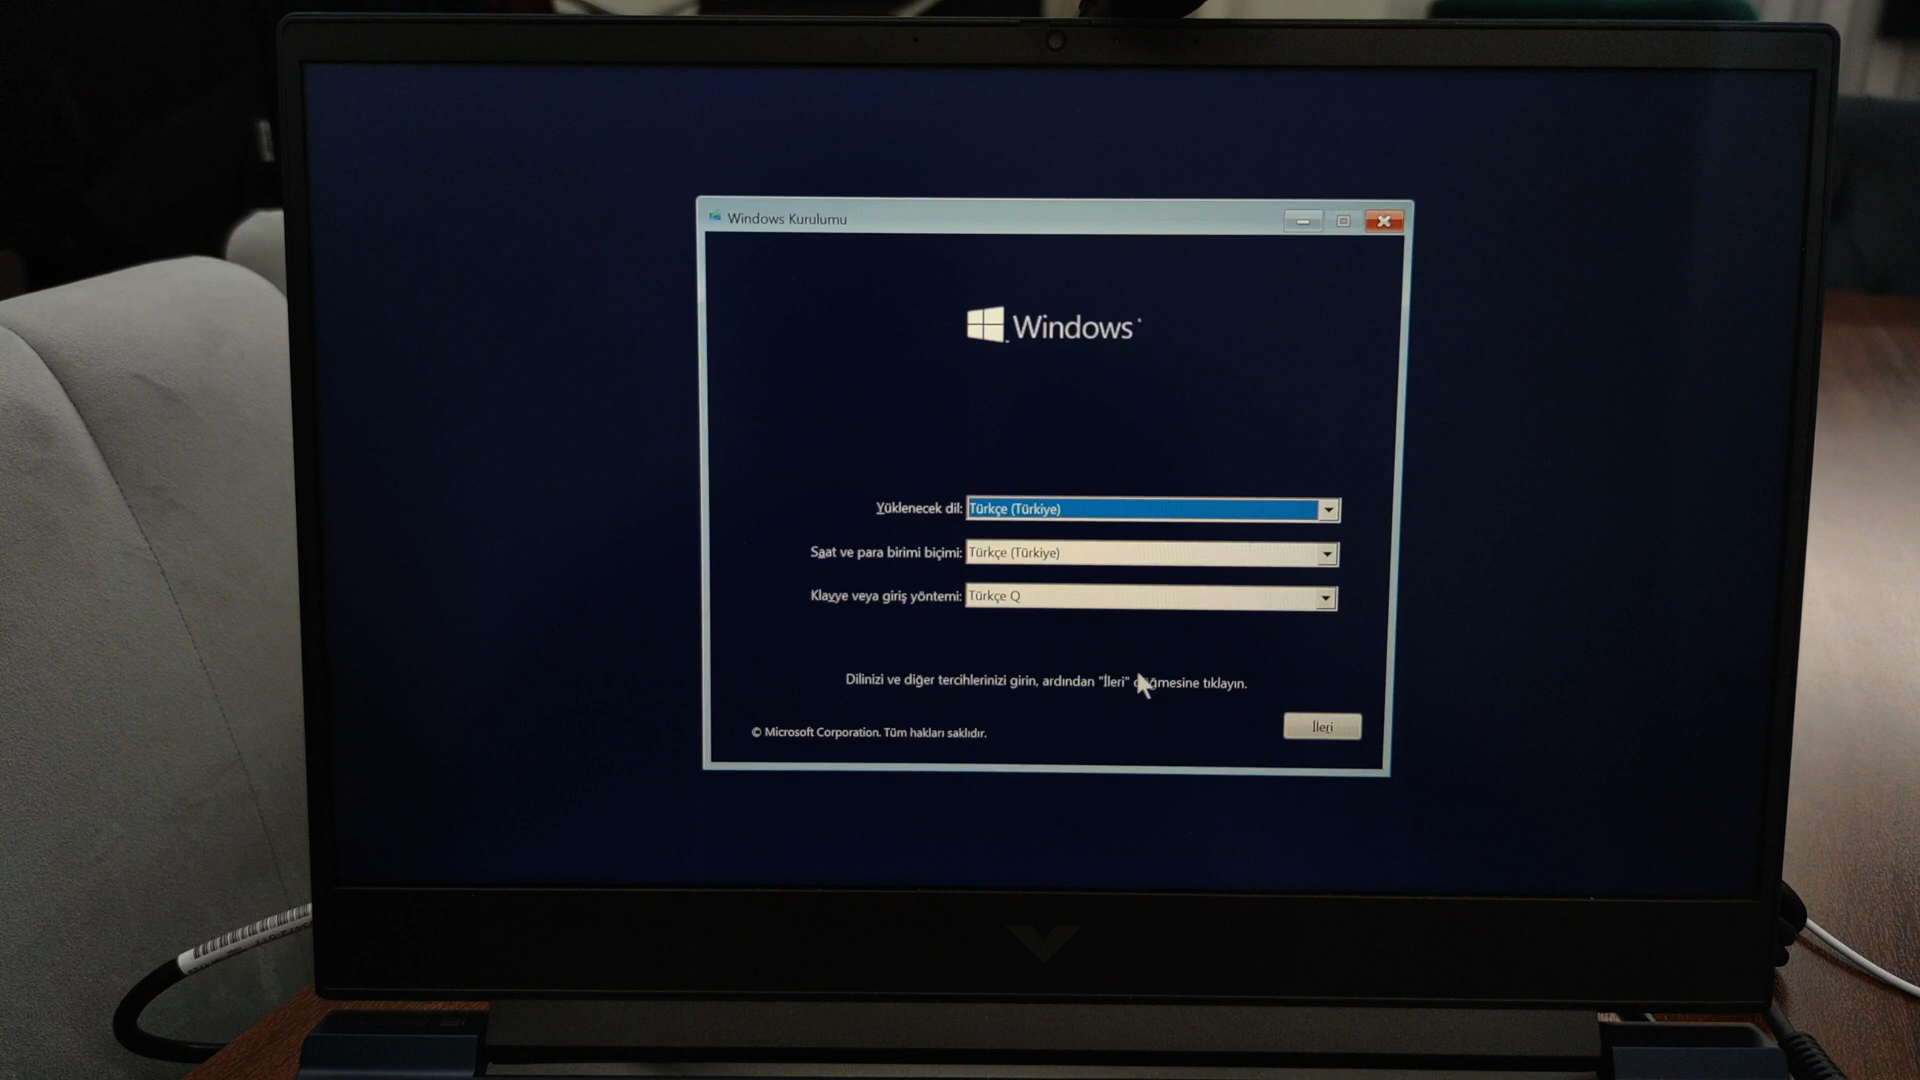 Windows Kurulumu
Windows
Yüklenecek dil: Türkçe (Türkiye)
Saat ve para birimi biçimi: Türkçe (Türkiye)
Klavye veya giriş yöntemi: Türkçe Q
Dilinizi ve diğer tercihlerinizi girin, ardından "İleri" düğmesine tıklayın.
© Microsoft Corporation. Tüm hakları saklıdır.
İleri